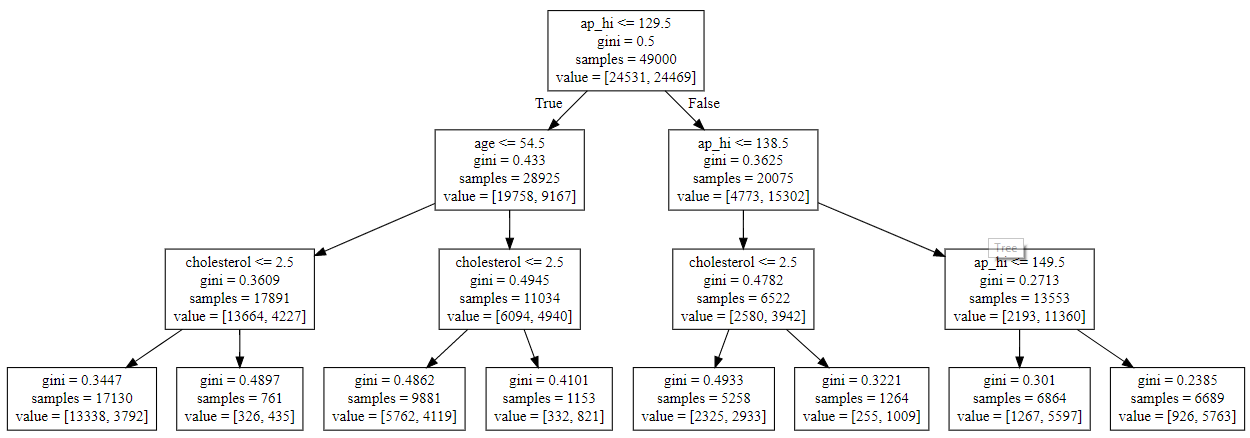 ap_hi <= 129.5
gini = 0.5
samples = 49000
value = [24531, 24469]
True
False
age <= 54.5
gini = 0.433
samples = 28925
value = [19758, 9167]
ap_hi <= 138.5
gini = 0.3625
samples = 20075
value = [4773, 15302]
cholesterol <= 2.5
gini = 0.3609
samples = 17891
value = [13664, 4227]
cholesterol <= 2.5
gini = 0.4945
samples = 11034
value = [6094, 4940]
cholesterol <= 2.5
gini = 0.4782
samples = 6522
value = [2580, 3942]
Tree
ap_hi <= 149.5
gini = 0.2713
samples = 13553
value = [2193, 11360]
gini = 0.3447
samples = 17130
value = [13338, 3792]
gini = 0.4897
samples = 761
value = [326, 435]
gini = 0.4862
samples = 9881
value = [5762, 4119]
gini = 0.4101
samples = 1153
value = [332, 821]
gini = 0.4933
samples = 5258
value = [2325, 2933]
gini = 0.3221
samples = 1264
value = [255, 1009]
gini = 0.301
samples = 6864
value = [1267, 5597]
gini = 0.2385
samples = 6689
value = [926, 5763]